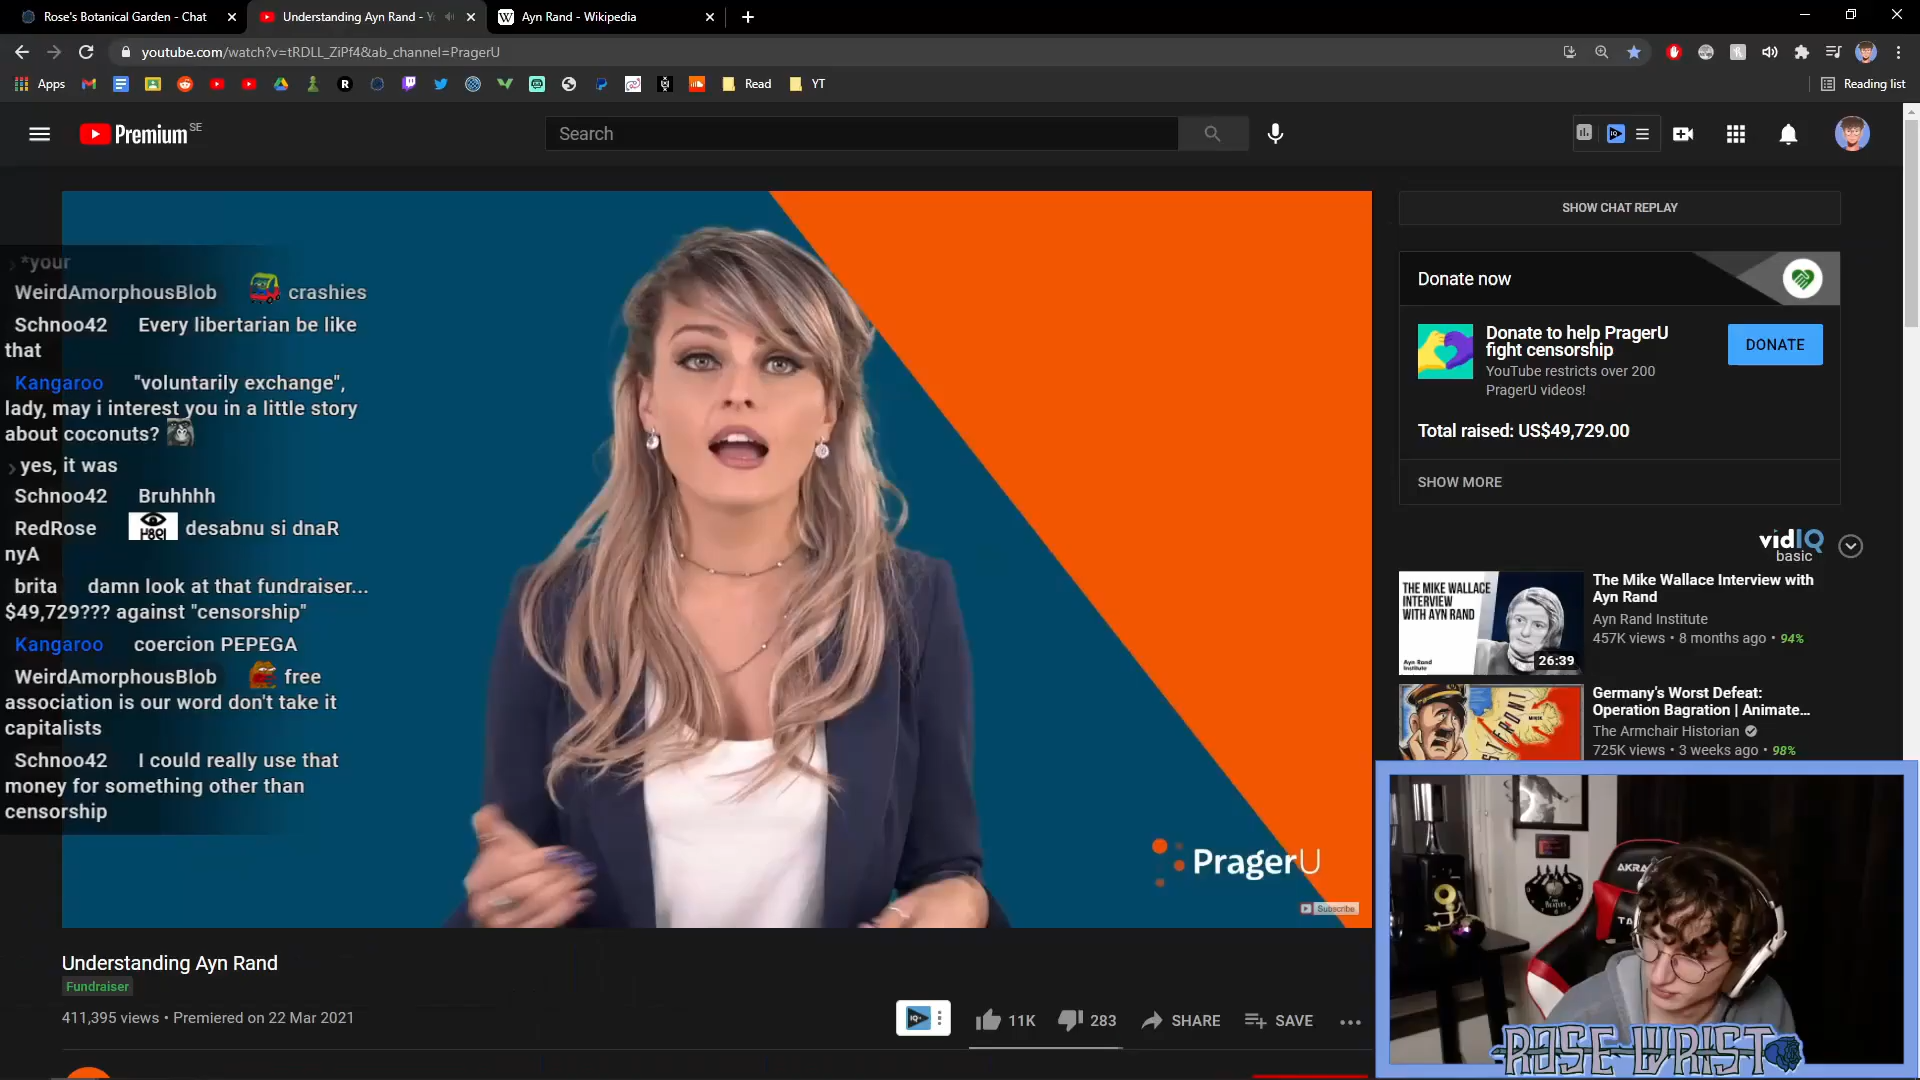 Rose's Botanical Garden - Chat
Understanding Ayn Rand - Y
Ayn Rand - Wikipedia
youtube.com/watch?v=tRDLL_ZiPf4&ab_channel=PragerU
Apps
Read
YT
Reading list
Premium SE
Search
SHOW CHAT REPLAY
Donate now
Donate to help PragerU
fight censorship
YouTube restricts over 200
PragerU videos!
DONATE
Total raised: US$49,729.00
SHOW MORE
vidIQ
basic
*your
WeirdAmorphousBlob crashies
Schnoo42 Every libertarian be like
that
Kangaroo "voluntarily exchange",
lady, may i interest you in a little story
about coconuts?
yes, it was
Schnoo42 Bruhhhh
RedRose desabnu si dnaR
nyA
brita damn look at that fundraiser...
$49,729??? against "censorship"
Kangaroo coercion PEPEGA
WeirdAmorphousBlob free
association is our word don't take it
capitalists
Schnoo42 I could really use that
money for something other than
censorship
PragerU
Subscribe
THE MIKE WALLACE
INTERVIEW
WITH AYN RAND
Ayn Rand
Institute
26:39
The Mike Wallace Interview with
Ayn Rand
Ayn Rand Institute
457K views • 8 months ago • 94%
Germany's Worst Defeat:
Operation Bagration | Animate...
The Armchair Historian
725K views • 3 weeks ago • 98%
Understanding Ayn Rand
Fundraiser
411,395 views • Premiered on 22 Mar 2021
11K
283
SHARE
SAVE
AKRA
ROSE WRIST